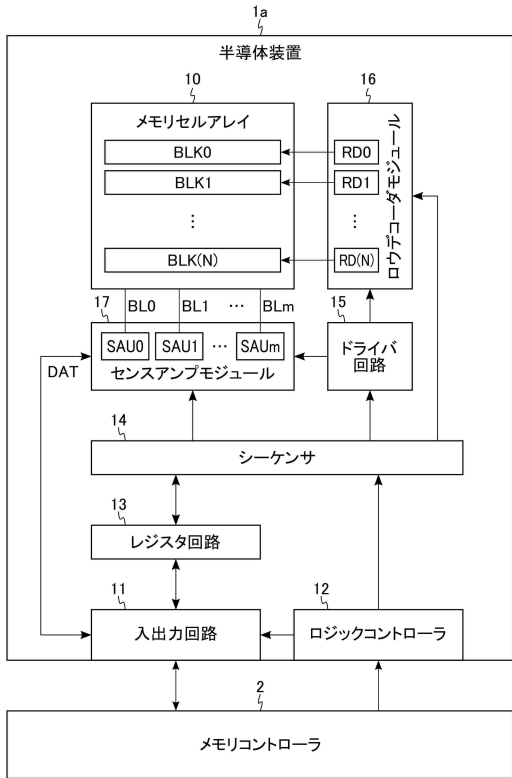 1a
半導体装置
10
16
メモリセルアレイ
ロウデコーダモジュール
BLK0
RD0
BLK1
RD1
⋮
⋮
BLK(N)
RD(N)
17
BL0
BL1
…
BLm
15
SAU0
SAU1
…
SAUm
センスアンプモジュール
ドライバ
回路
DAT
14
シーケンサ
13
レジスタ回路
11
12
入出力回路
ロジックコントローラ
2
メモリコントローラ